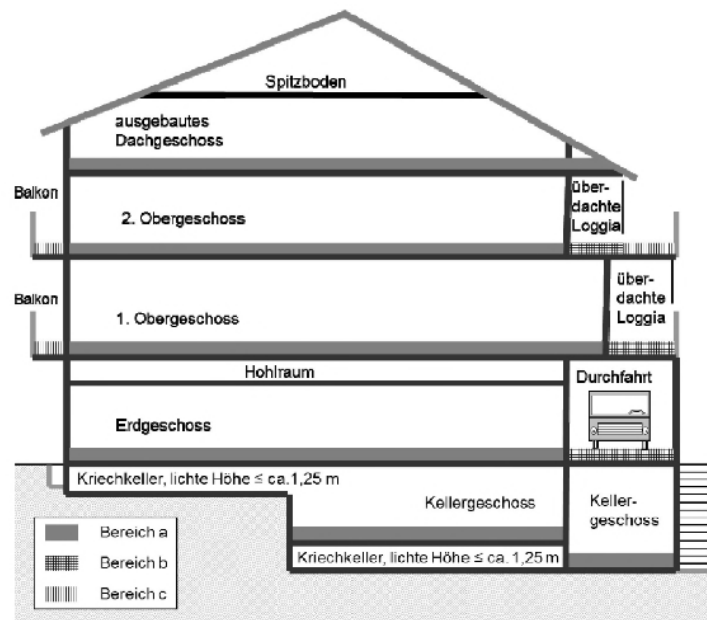 Spitzboden
ausgebautes
Dachgeschoss
Balkon
2. Obergeschoss
über-
dachte
Loggia
Balkon
1. Obergeschoss
über-
dachte
Loggia
Hohlraum
Durchfahrt
Erdgeschoss
Kriechkeller, lichte Höhe ≤ ca.1,25 m
Kellergeschoss
Keller-
geschoss
Kriechkeller, lichte Höhe ≤ ca. 1,25 m
Bereich a
Bereich b
Bereich c